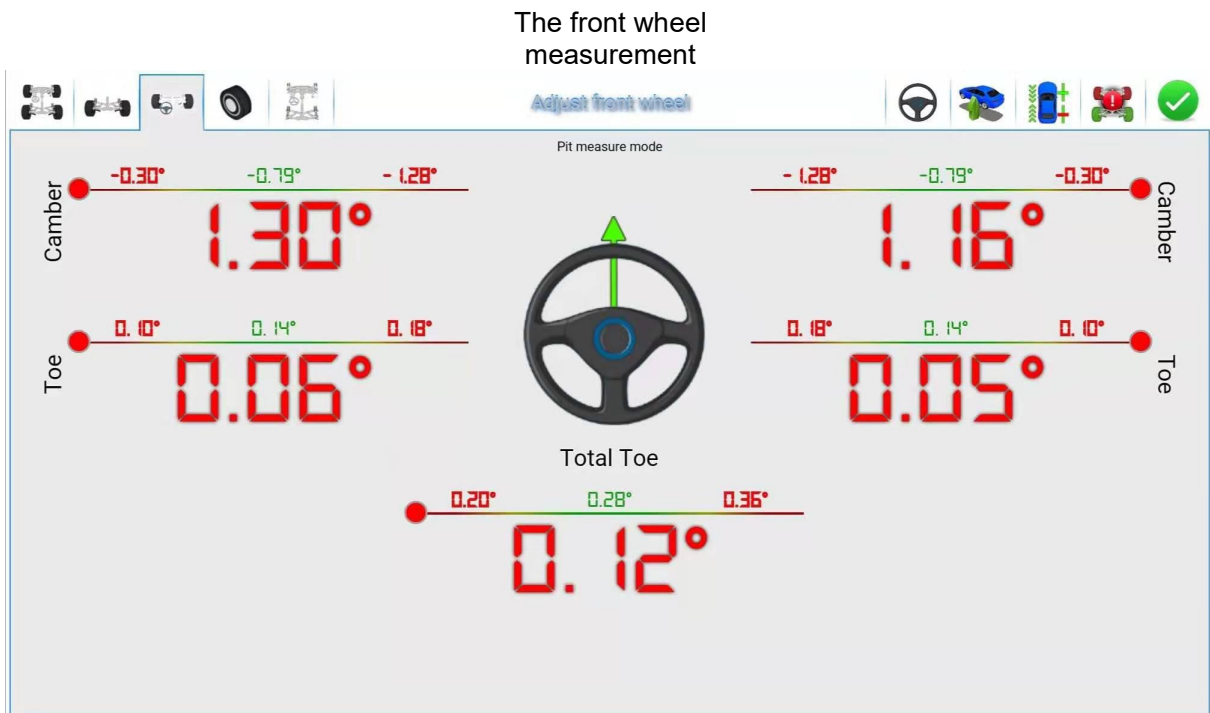 The front wheel
measurement
Adjust front wheel
Pit measure mode
-0.30° -0.79° -1.28°
1.30°
Camber
-1.28° -0.79° -0.30°
1.16°
Camber
0.10° 0.14° 0.18°
0.06°
Toe
0.18° 0.14° 0.10°
0.05°
Toe
Total Toe
0.20° 0.28° 0.36°
0.12°